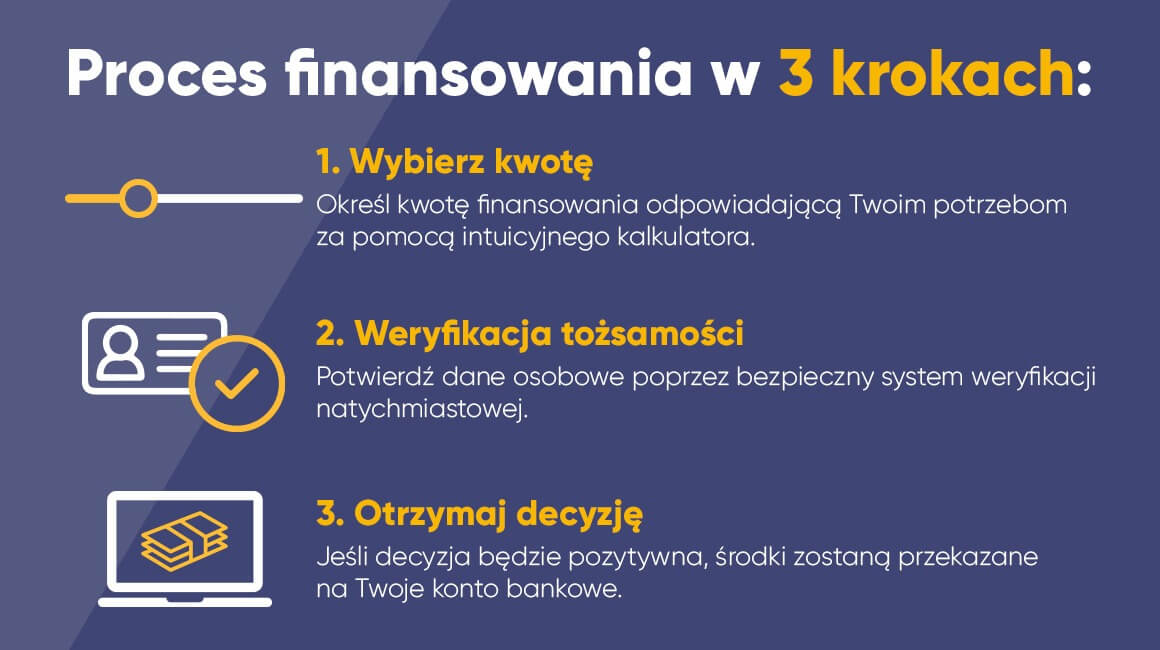 Proces finansowania w 3 krokach:
1. Wybierz kwotę
Określ kwotę finansowania odpowiadającą Twoim potrzebom
za pomocą intuicyjnego kalkulatora.
2. Weryfikacja tożsamości
Potwierdź dane osobowe poprzez bezpieczny system weryfikacji
natychmiastowej.
3. Otrzymaj decyzję
Jeśli decyzja będzie pozytywna, środki zostaną przekazane
na Twoje konto bankowe.